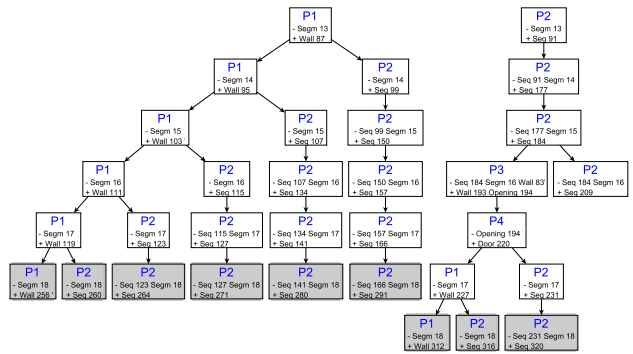 P1
- Segm 13
+ Wall 87
P2
- Segm 13
+ Seq 91
P1
- Segm 14
+ Wall 95
P2
- Segm 14
+ Seq 99
P2
- Seq 91 Segm 14
+ Seq 177
P1
- Segm 15
+ Wall 103 '
P2
- Segm 15
+ Seq 107
P2
- Seq 99 Segm 15
+ Seq 150
P2
- Seq 177 Segm 15
+ Seq 184
P1
- Segm 16
+ Wall 111
P2
- Segm 16
+ Seq 115
P2
- Seq 107 Segm 16
+ Seq 134
P2
- Seq 150 Segm 16
+ Seq 157
P3
- Seq 184 Segm 16 Wall 83'
+ Wall 193 Opening 194
P2
- Seq 184 Segm 16
+ Seq 209
P1
- Segm 17
+ Wall 119
P2
- Segm 17
+ Seq 123
P2
- Seq 115 Segm 17
+ Seq 127
P2
- Seq 134 Segm 17
+ Seq 141
P2
- Seq 157 Segm 17
+ Seq 166
P4
- Opening 194
+ Door 220
P1
- Segm 18
+ Wall 256 '
P2
- Segm 18
+ Seq 260
P2
- Seq 123 Segm 18
+ Seq 264
P2
- Seq 127 Segm 18
+ Seq 271
P2
- Seq 141 Segm 18
+ Seq 280
P2
- Seq 166 Segm 18
+ Seq 291
P1
- Segm 17
+ Wall 227
P2
- Segm 17
+ Seq 231
P1
- Segm 18
+ Wall 312 '
P2
- Segm 18
+ Seq 316
P2
- Seq 231 Segm 18
+ Seq 320